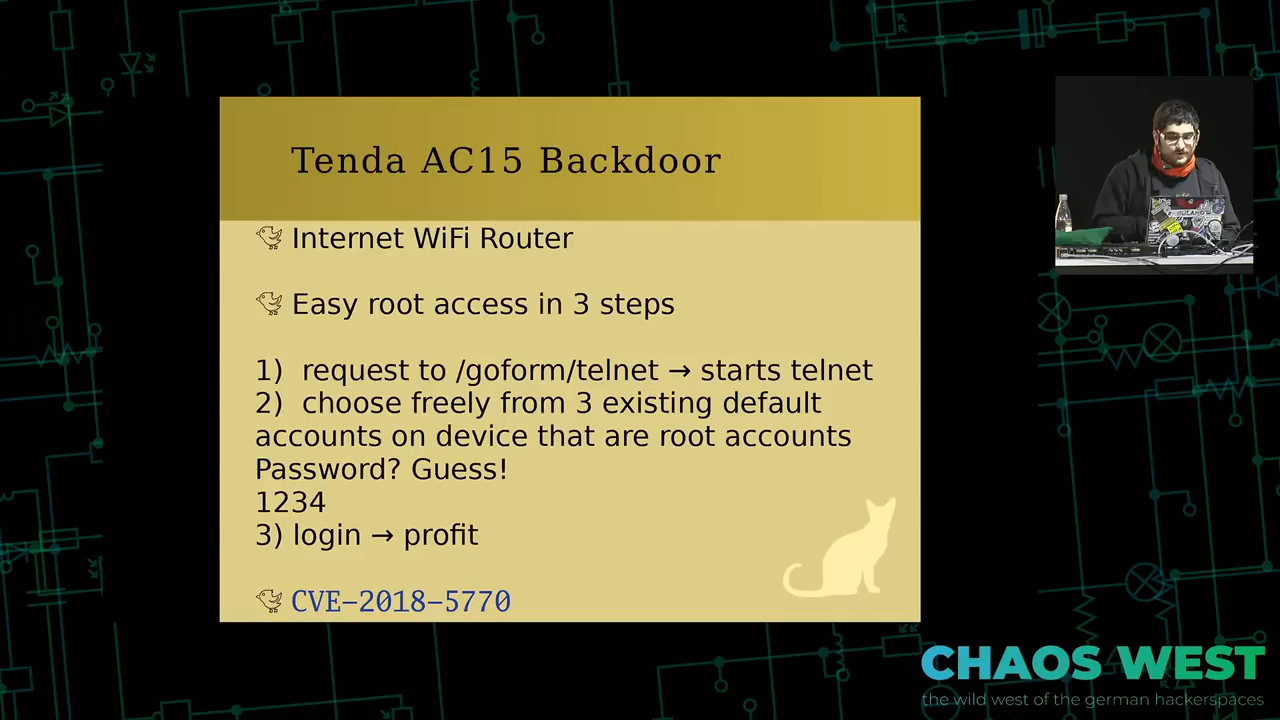 Tenda AC15 Backdoor
Internet WiFi Router
Easy root access in 3 steps
1) request to /goform/telnet → starts telnet
2) choose freely from 3 existing default
accounts on device that are root accounts
Password? Guess!
1234
3) login → profit
CVE-2018-5770
CHAOS WEST
the wild west of the german hackerspaces